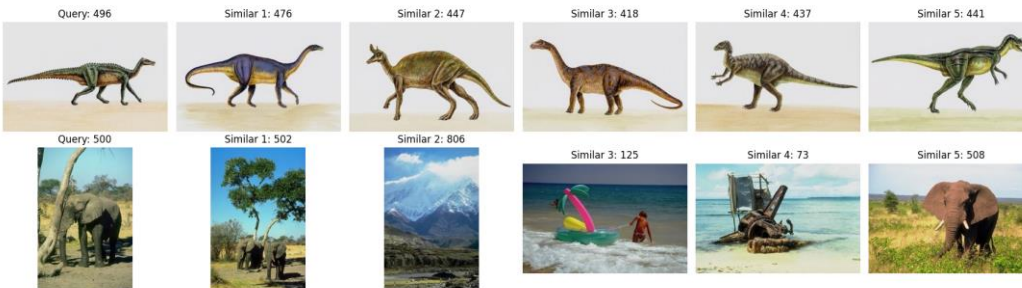 Query: 496
Similar 1: 476
Similar 2: 447
Similar 3: 418
Similar 4: 437
Similar 5: 441
Query: 500
Similar 1: 502
Similar 2: 806
Similar 3: 125
Similar 4: 73
Similar 5: 508